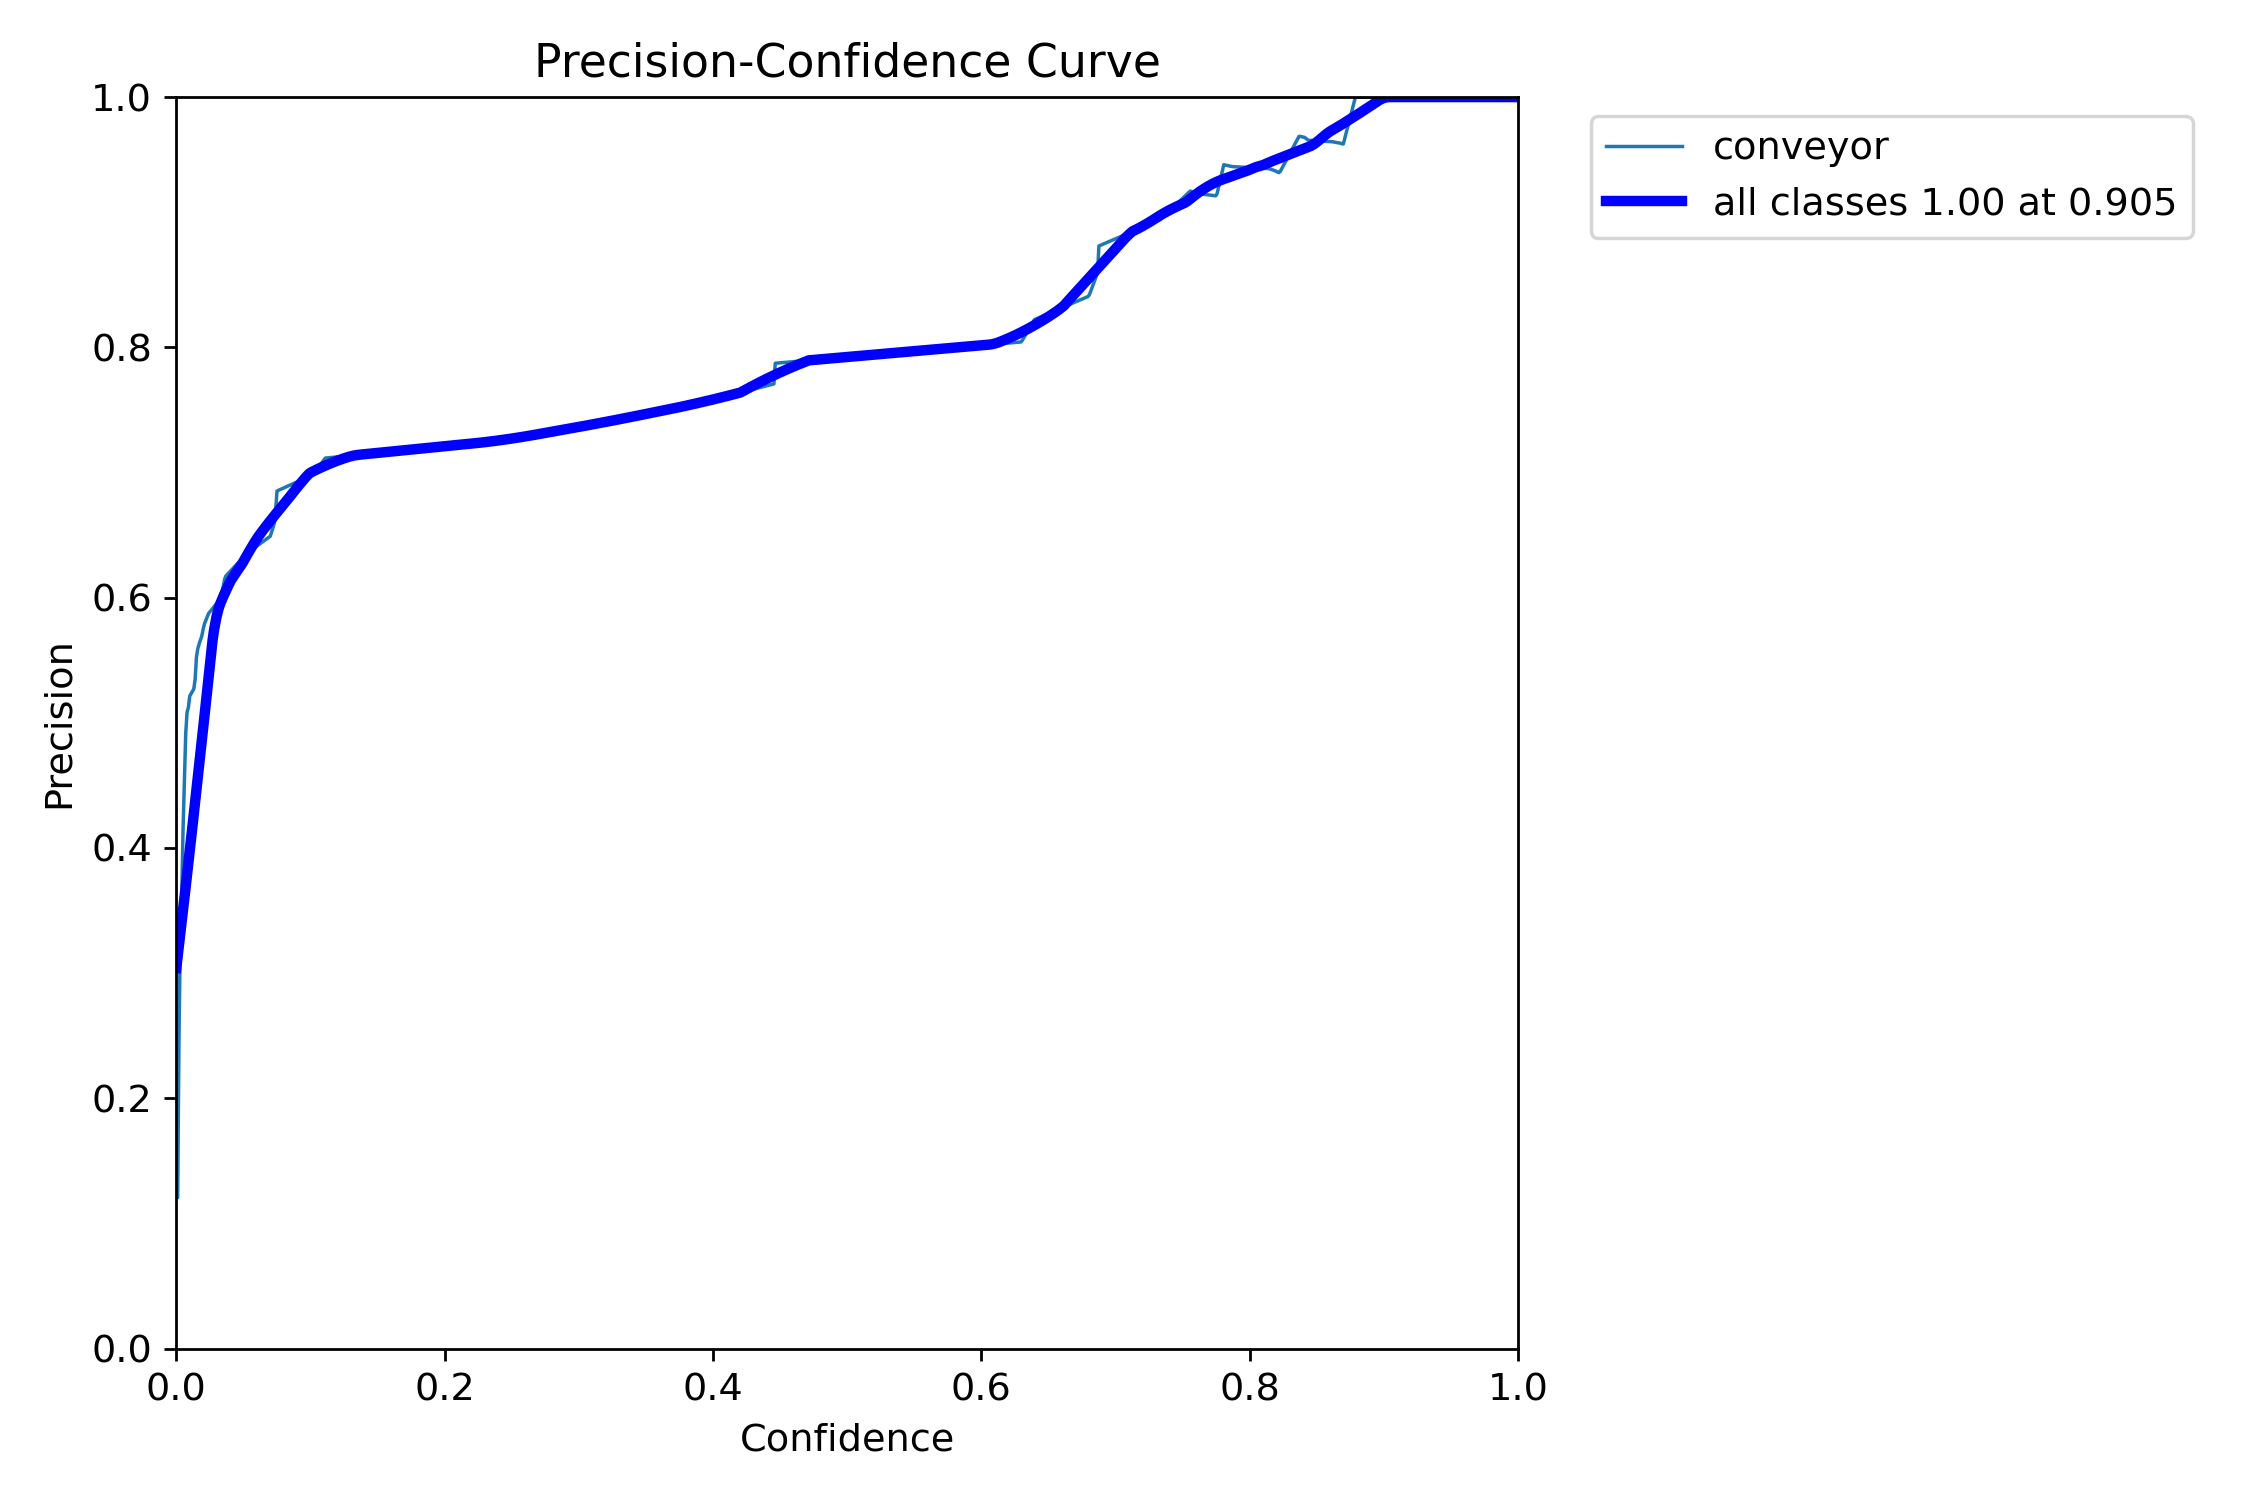 Precision-Confidence Curve
1.0
0.8
0.6
0.4
0.2
0.0
Precision
0.0 0.2 0.4 0.6 0.8 1.0
Confidence
conveyor
all classes 1.00 at 0.905